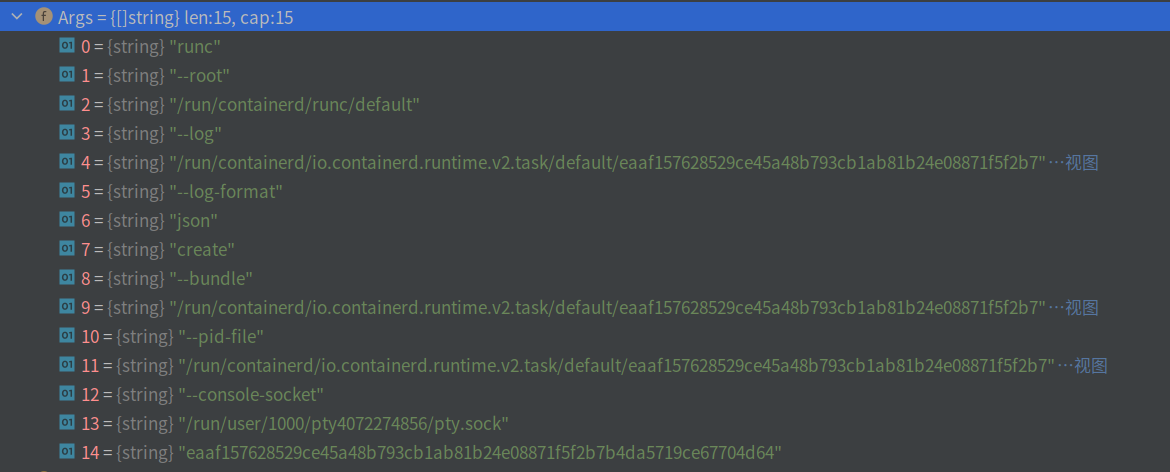 Args = {[]string} len:15, cap:15
01 0 = {string} "runc"
01 1 = {string} "--root"
01 2 = {string} "/run/containerd/runc/default"
01 3 = {string} "--log"
01 4 = {string} "/run/containerd/io.containerd.runtime.v2.task/default/eaaf157628529ce45a48b793cb1ab81b24e08871f5f2b7"…视图
01 5 = {string} "--log-format"
01 6 = {string} "json"
01 7 = {string} "create"
01 8 = {string} "--bundle"
01 9 = {string} "/run/containerd/io.containerd.runtime.v2.task/default/eaaf157628529ce45a48b793cb1ab81b24e08871f5f2b7"…视图
01 10 = {string} "--pid-file"
01 11 = {string} "/run/containerd/io.containerd.runtime.v2.task/default/eaaf157628529ce45a48b793cb1ab81b24e08871f5f2b7"…视图
01 12 = {string} "--console-socket"
01 13 = {string} "/run/user/1000/pty4072274856/pty.sock"
01 14 = {string} "eaaf157628529ce45a48b793cb1ab81b24e08871f5f2b7b4da5719ce67704d64"